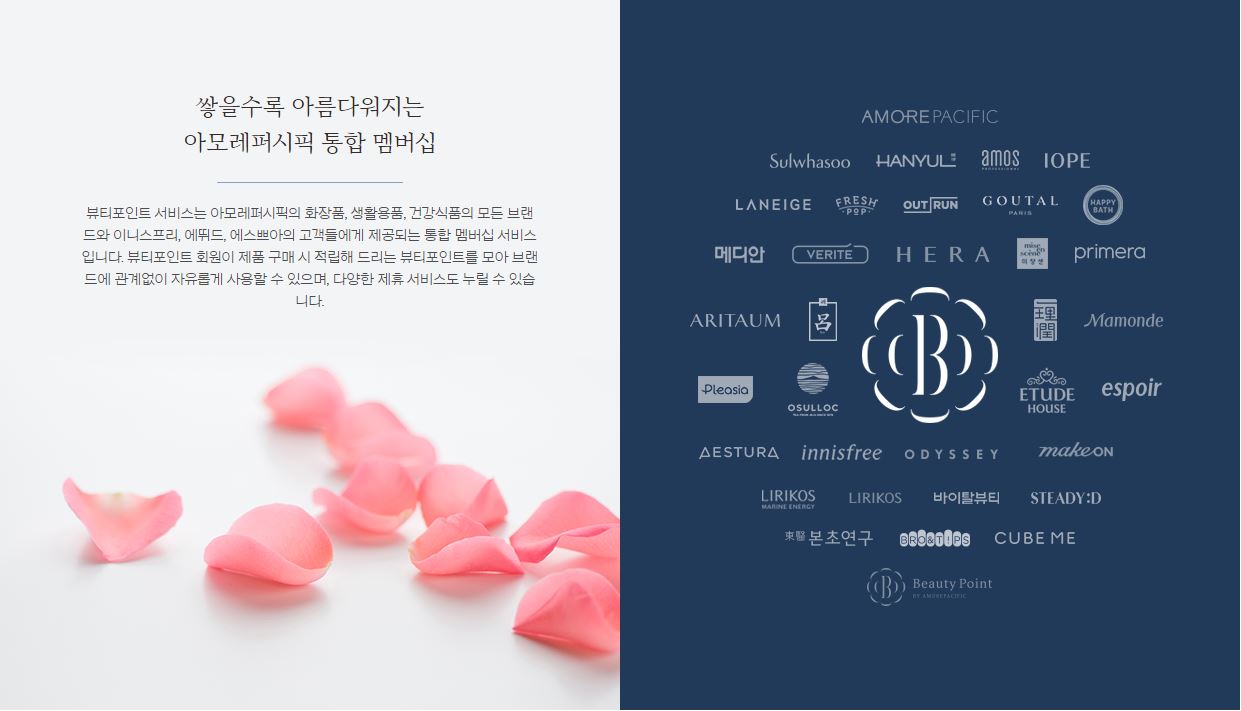 쌓을수록 아름다워지는
아모레퍼시픽 통합 멤버십
뷰티포인트 서비스는 아모레퍼시픽의 화장품, 생활용품, 건강식품의 모든 브랜
드와 이니스프리, 에뛰드, 에스쁘아의 고객들에게 제공되는 통합 멤버십 서비스
입니다. 뷰티포인트 회원이 제품 구매 시 적립해 드리는 뷰티포인트를 모아 브랜
드에 관계없이 자유롭게 사용할 수 있으며, 다양한 제휴 서비스도 누릴 수 있습
니다.
AMOREPACIFIC
Sulwhasoo HANYUL amos PROFESSIONAL IOPE
LANEIGE FRESH POP OUTRUN GOUTAL PARIS HAPPY BATH
메디안 VERITÉ HERA mise en scène 미쟝센 primera
ARITAUM 呂 B 理潤 Mamonde
Pleasia OSULLOC ETUDE HOUSE espoir
AESTURA innisfree ODYSSEY makeON
LIRIKOS MARINE ENERGY LIRIKOS 바이탈뷰티 STEADY:D
東醫 본초연구 BRO&TIPS CUBE ME
B Beauty Point
BY AMOREPACIFIC